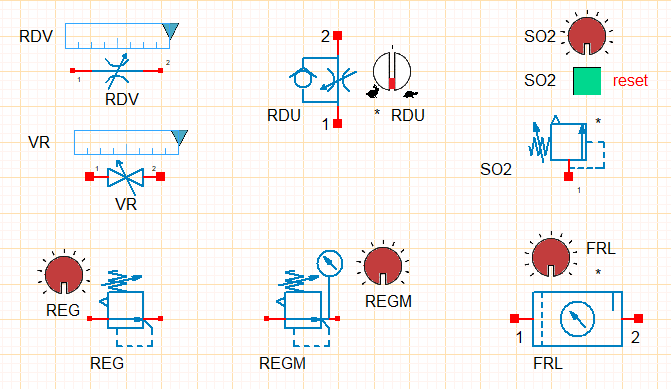 RDV
1
2
RDV
VR
1
2
VR
2
RDU
1
* RDU
SO2
SO2 reset
*
SO2
1
REG
REG
REGM
REGM
FRL
*
1
2
FRL